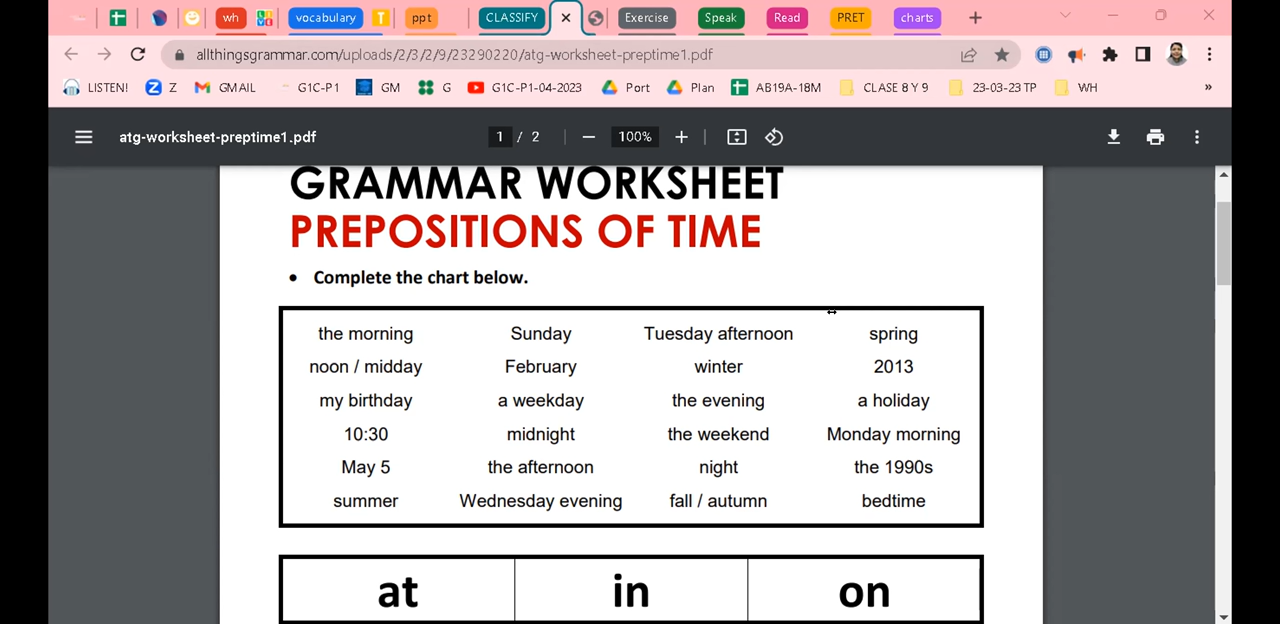 wh vocabulary T ppt CLASSIFY Exercise Speak Read PRET charts
allthingsgrammar.com/uploads/2/3/2/9/23290220/atg-worksheet-preptime1.pdf
LISTEN! Z GMAIL G1C-P1 GM G G1C-P1-04-2023 Port Plan AB19A-18M CLASE 8 Y 9 23-03-23 TP WH »
atg-worksheet-preptime1.pdf 1 / 2 100%
GRAMMAR WORKSHEET
PREPOSITIONS OF TIME
• Complete the chart below.
the morning Sunday Tuesday afternoon spring
noon / midday February winter 2013
my birthday a weekday the evening a holiday
10:30 midnight the weekend Monday morning
May 5 the afternoon night the 1990s
summer Wednesday evening fall / autumn bedtime
at in on